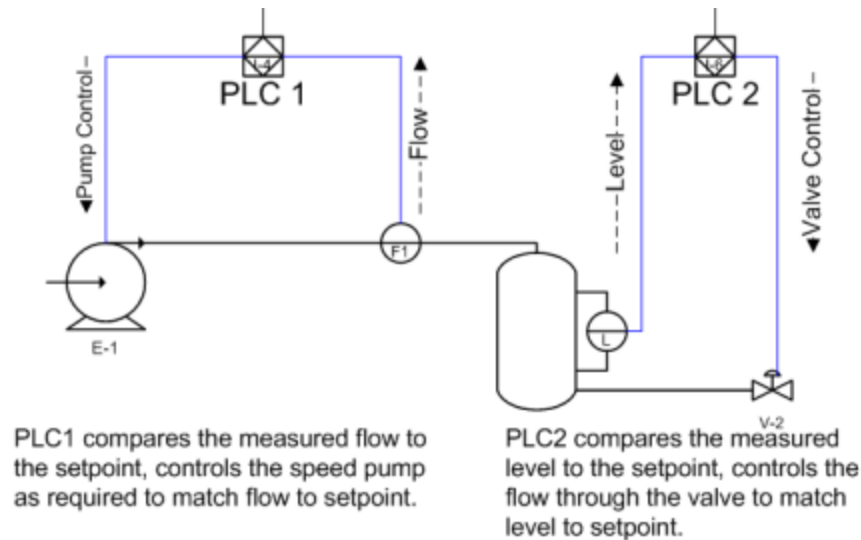 I-4
PLC 1
Pump Control
Flow
F1
E-1
I-6
PLC 2
Level
Valve Control
L
V-2
PLC1 compares the measured flow to
the setpoint, controls the speed pump
as required to match flow to setpoint.
PLC2 compares the measured
level to the setpoint, controls the
flow through the valve to match
level to setpoint.